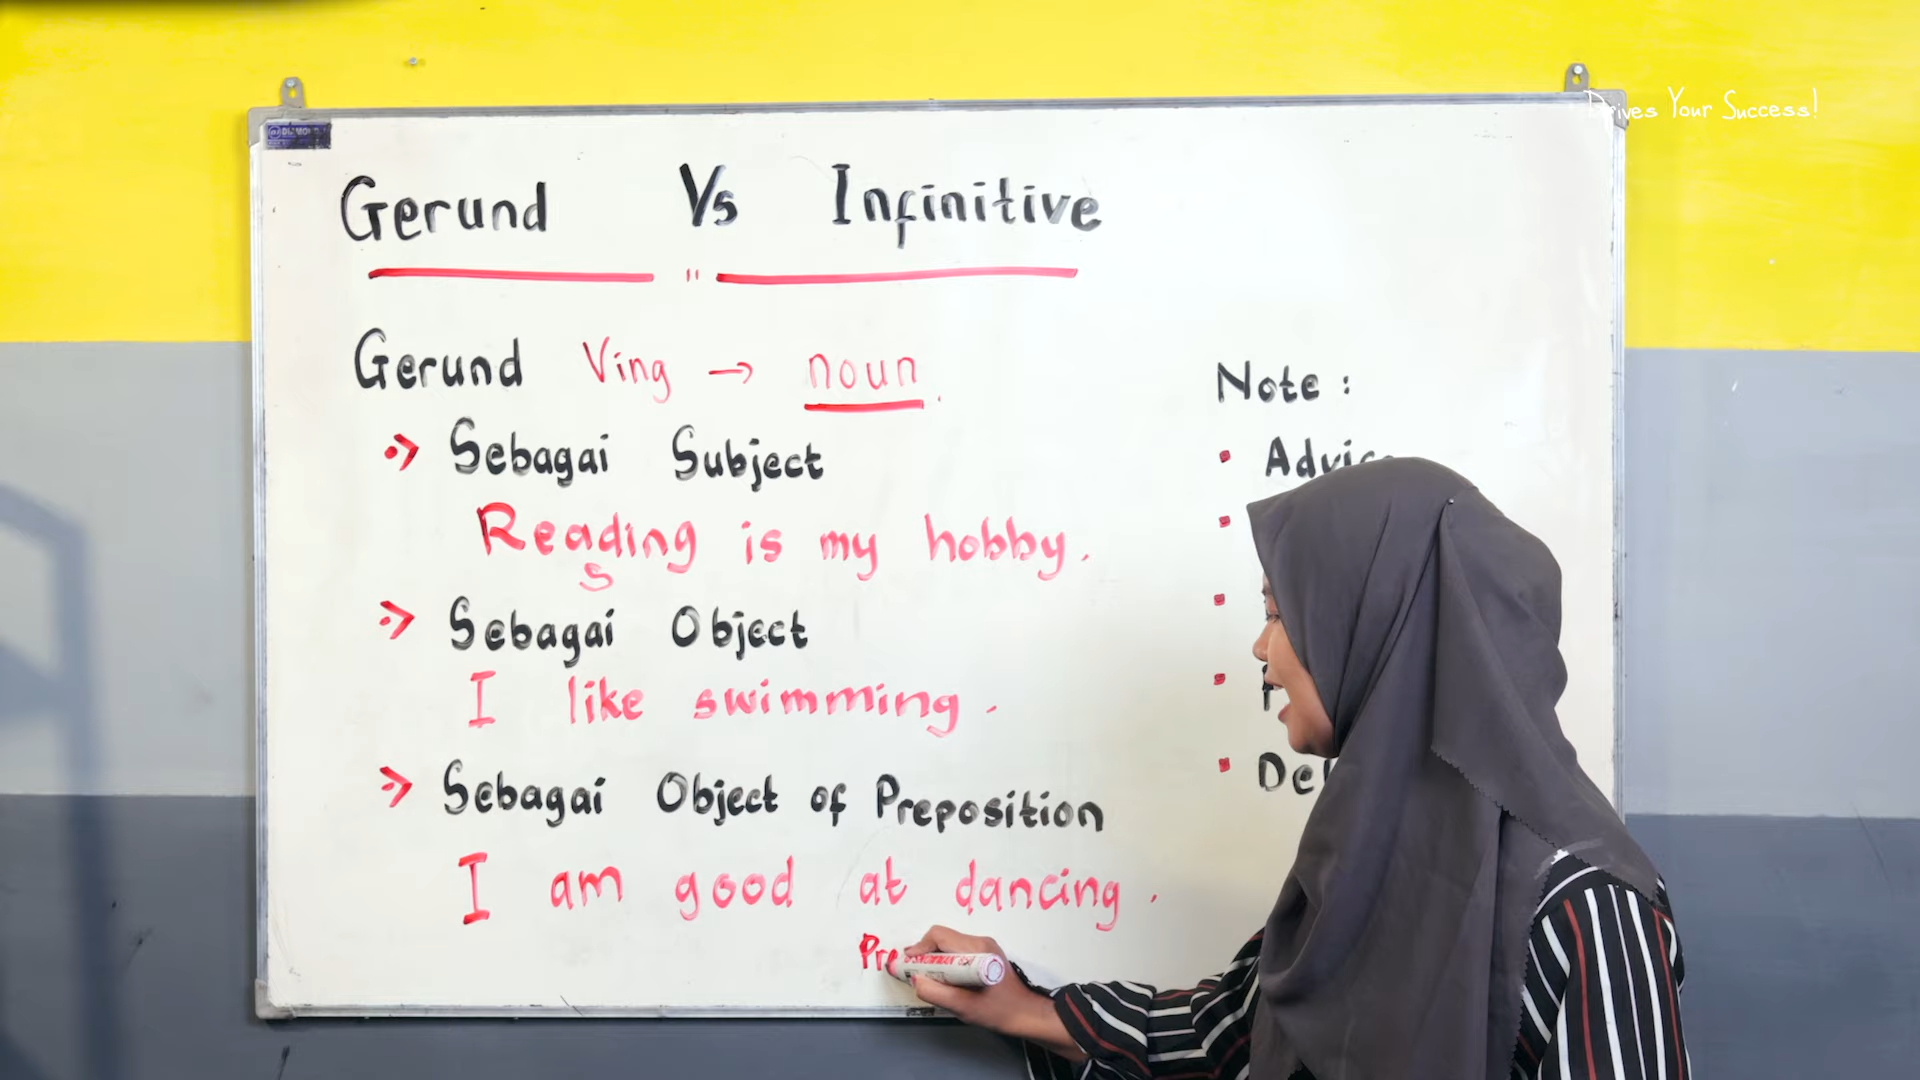 Drives Your Success!
Gerund Vs Infinitive
"
Gerund Ving → noun
Sebagai Subject
Reading is my hobby.
S
Sebagai Object
I like swimming.
Sebagai Object of Preposition
I am good at dancing.
Pre
Note :